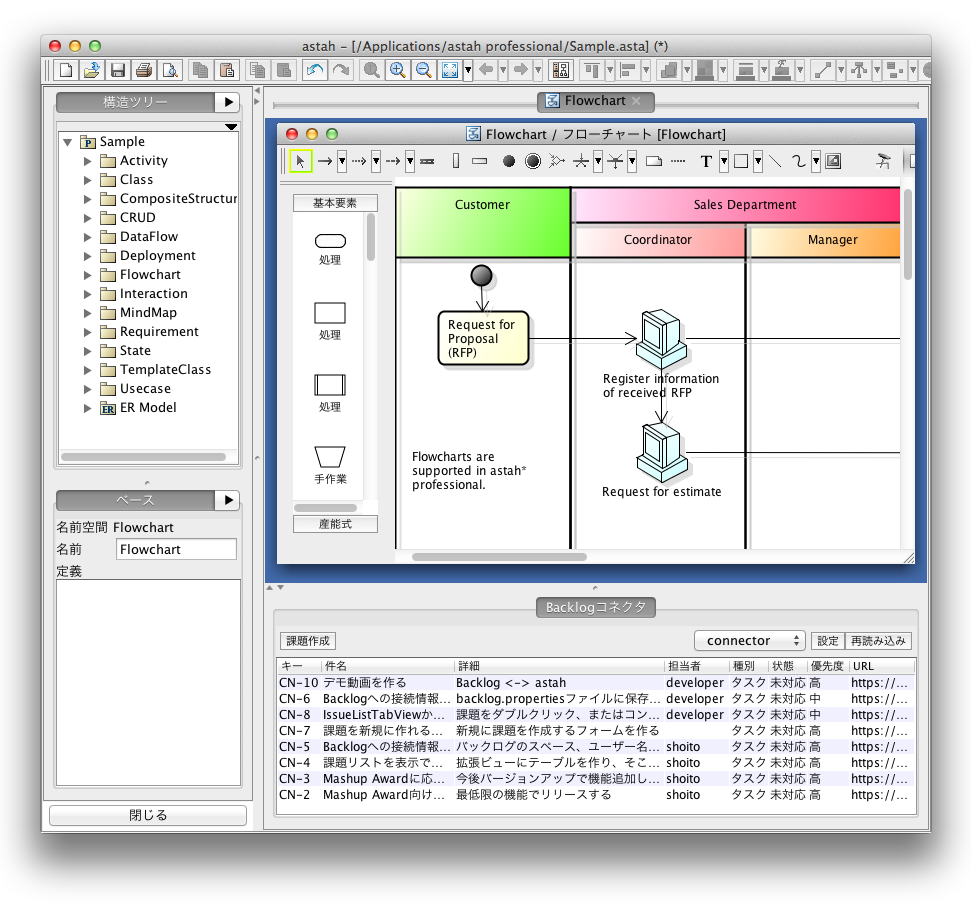 astah – [/Applications/astah professional/Sample.asta] (*)
構造ツリー
Sample
Activity
Class
CompositeStructur
CRUD
DataFlow
Deployment
Flowchart
Interaction
MindMap
Requirement
State
TemplateClass
Usecase
ER Model
ベース
名前空間 Flowchart
名前 Flowchart
定義
閉じる
Flowchart
Flowchart / フローチャート [Flowchart]
T
基本要素
処理
処理
処理
手作業
産能式
Customer
Sales Department
Coordinator
Manager
Request for
Proposal
(RFP)
Register information
of received RFP
Request for estimate
Flowcharts are
supported in astah*
professional.
Backlogコネクタ
課題作成 connector 設定 再読み込み
キー 件名 詳細 担当者 種別 状態 優先度 URL
CN-10 デモ動画を作る Backlog <-> astah developer タスク 未対応 高 https://...
CN-6 Backlogへの接続情報... backlog.propertiesファイルに保存... developer タスク 未対応 中 https://...
CN-8 IssueListTabViewか... 課題をダブルクリック、またはコン... developer タスク 未対応 中 https://...
CN-7 課題を新規に作れる... 新規に課題を作成するフォームを作る タスク 未対応 高 https://...
CN-5 Backlogへの接続情報... バックログのスペース、ユーザー名... shoito タスク 未対応 高 https://...
CN-4 課題リストを表示で... 拡張ビューにテーブルを作り、そこ... shoito タスク 未対応 高 https://...
CN-3 Mashup Awardに応... 今後バージョンアップで機能追加し... shoito タスク 未対応 高 https://...
CN-2 Mashup Award向け... 最低限の機能でリリースする shoito タスク 未対応 高 https://...